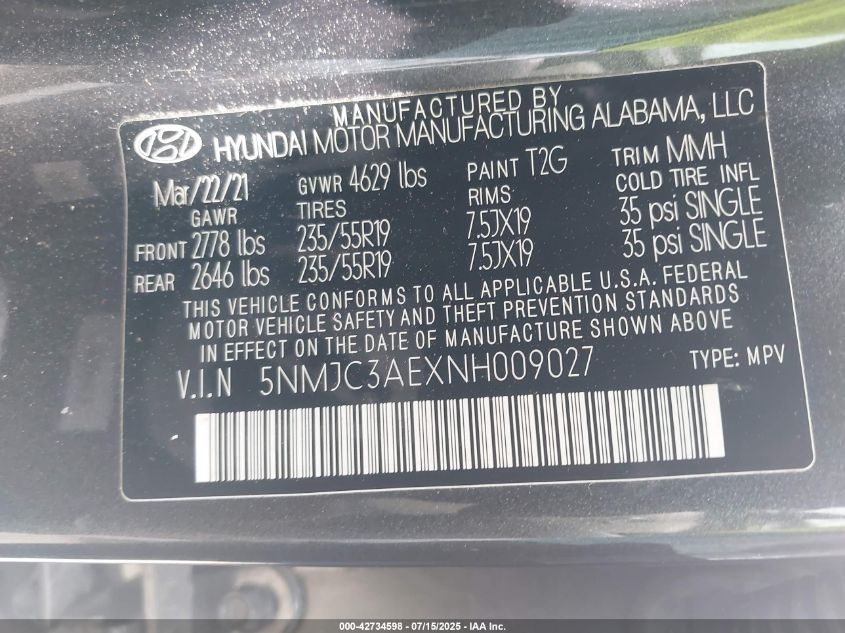 MANUFACTURED BY
HYUNDAI MOTOR MANUFACTURING ALABAMA, LLC
Mar/22/21 GVWR 4629 lbs PAINT T2G TRIM MMH
GAWR TIRES RIMS COLD TIRE INFL
FRONT 2778 lbs 235/55R19 7.5JX19 35 psi SINGLE
REAR 2646 lbs 235/55R19 7.5JX19 35 psi SINGLE
THIS VEHICLE CONFORMS TO ALL APPLICABLE U.S.A. FEDERAL
MOTOR VEHICLE SAFETY AND THEFT PREVENTION STANDARDS
IN EFFECT ON THE DATE OF MANUFACTURE SHOWN ABOVE
V.I.N 5NMJC3AEXNH009027 TYPE: MPV
000-42734598 - 07/15/2025 - IAA Inc.